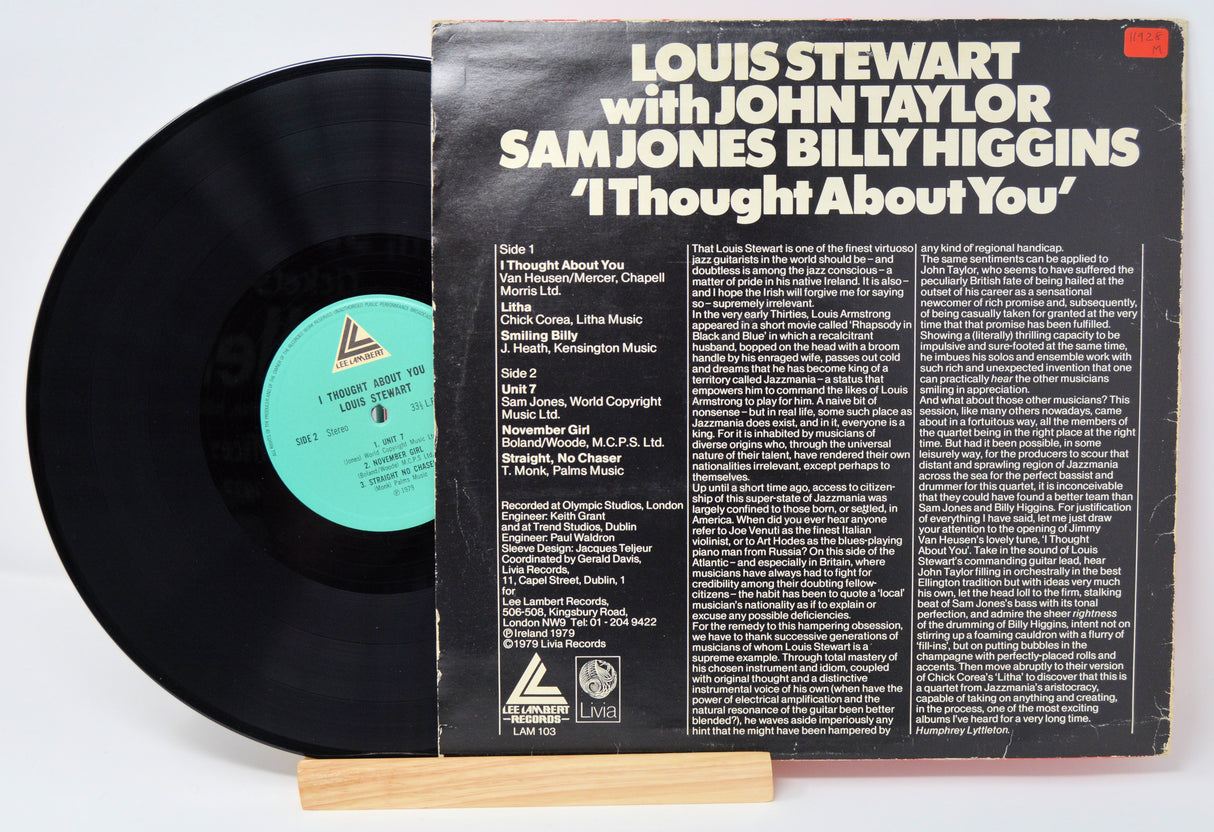 11928
M
LOUIS STEWART
with JOHN TAYLOR
SAM JONES BILLY HIGGINS
'I Thought About You'
Side 1
I Thought About You
Van Heusen/Mercer, Chapell
Morris Ltd.
Litha
Chick Corea, Litha Music
Smiling Billy
J. Heath, Kensington Music
Side 2
Unit 7
Sam Jones, World Copyright
Music Ltd.
November Girl
Boland/Woode, M.C.P.S. Ltd.
Straight, No Chaser
T. Monk, Palms Music
Recorded at Olympic Studios, London
Engineer: Keith Grant
and at Trend Studios, Dublin
Engineer: Paul Waldron
Sleeve Design: Jacques Teljeur
Coordinated by Gerald Davis,
Livia Records,
11, Capel Street, Dublin, 1
for
Lee Lambert Records,
506-508, Kingsbury Road,
London NW9 Tel: 01 - 204 9422
℗Ireland 1979
©1979 Livia Records
LEE LAMBERT
RECORDS
LAM 103
Livia
That Louis Stewart is one of the finest virtuoso
jazz guitarists in the world should be – and
doubtless is among the jazz conscious – a
matter of pride in his native Ireland. It is also –
and I hope the Irish will forgive me for saying
so – supremely irrelevant.
In the very early Thirties, Louis Armstrong
appeared in a short movie called 'Rhapsody in
Black and Blue' in which a recalcitrant
husband, bopped on the head with a broom
handle by his enraged wife, passes out cold
and dreams that he has become king of a
territory called Jazzmania – a status that
empowers him to command the likes of Louis
Armstrong to play for him. A naive bit of
nonsense – but in real life, some such place as
Jazzmania does exist, and in it, everyone is a
king. For it is inhabited by musicians of
diverse origins who, through the universal
nature of their talent, have rendered their own
nationalities irrelevant, except perhaps to
themselves.
Up until a short time ago, access to citizen-
ship of this super-state of Jazzmania was
largely confined to those born, or settled, in
America. When did you ever hear anyone
refer to Joe Venuti as the finest Italian
violinist, or to Art Hodes as the blues-playing
piano man from Russia? On this side of the
Atlantic – and especially in Britain, where
musicians have always had to fight for
credibility among their doubting fellow-
citizens – the habit has been to quote a 'local'
musician's nationality as if to explain or
excuse any possible deficiencies.
For the remedy to this hampering obsession,
we have to thank successive generations of
musicians of whom Louis Stewart is a
supreme example. Through total mastery of
his chosen instrument and idiom, coupled
with original thought and a distinctive
instrumental voice of his own (when have the
power of electrical amplification and the
natural resonance of the guitar been better
blended?), he waves aside imperiously any
hint that he might have been hampered by
any kind of regional handicap.
The same sentiments can be applied to
John Taylor, who seems to have suffered the
peculiarly British fate of being hailed at the
outset of his career as a sensational
newcomer of rich promise and, subsequently,
of being casually taken for granted at the very
time that that promise has been fulfilled.
Showing a (literally) thrilling capacity to be
impulsive and sure-footed at the same time,
he imbues his solos and ensemble work with
such rich and unexpected invention that one
can practically hear the other musicians
smiling in appreciation.
And what about those other musicians? This
session, like many others nowadays, came
about in a fortuitous way, all the members of
the quartet being in the right place at the right
time. But had it been possible, in some
leisurely way, for the producers to scour that
distant and sprawling region of Jazzmania
across the sea for the perfect bassist and
drummer for this quartet, it is inconceivable
that they could have found a better team than
Sam Jones and Billy Higgins. For justification
of everything I have said, let me just draw
your attention to the opening of Jimmy
Van Heusen's lovely tune, 'I Thought
About You'. Take in the sound of Louis
Stewart's commanding guitar lead, hear
John Taylor filling in orchestrally in the best
Ellington tradition but with ideas very much
his own, let the head loll to the firm, stalking
beat of Sam Jones's bass with its tonal
perfection, and admire the sheer rightness
of the drumming of Billy Higgins, intent not on
stirring up a foaming cauldron with a flurry of
'fill-ins', but on putting bubbles in the
champagne with perfectly-placed rolls and
accents. Then move abruptly to their version
of Chick Corea's 'Litha' to discover that this is
a quartet from Jazzmania's aristocracy,
capable of taking on anything and creating,
in the process, one of the most exciting
albums I've heard for a very long time.
Humphrey Lyttleton.
LEE LAMBERT
I THOUGHT ABOUT YOU
LOUIS STEWART
SIDE 2 Stereo
33⅓ L.P
1. UNIT 7
(Jones) World Copyright Music Ltd
2. NOVEMBER GIRL
(Boland/Woode) M.C.P.S. Ltd.
3. STRAIGHT NO CHASER
(Monk) Palms Music
℗ 1979